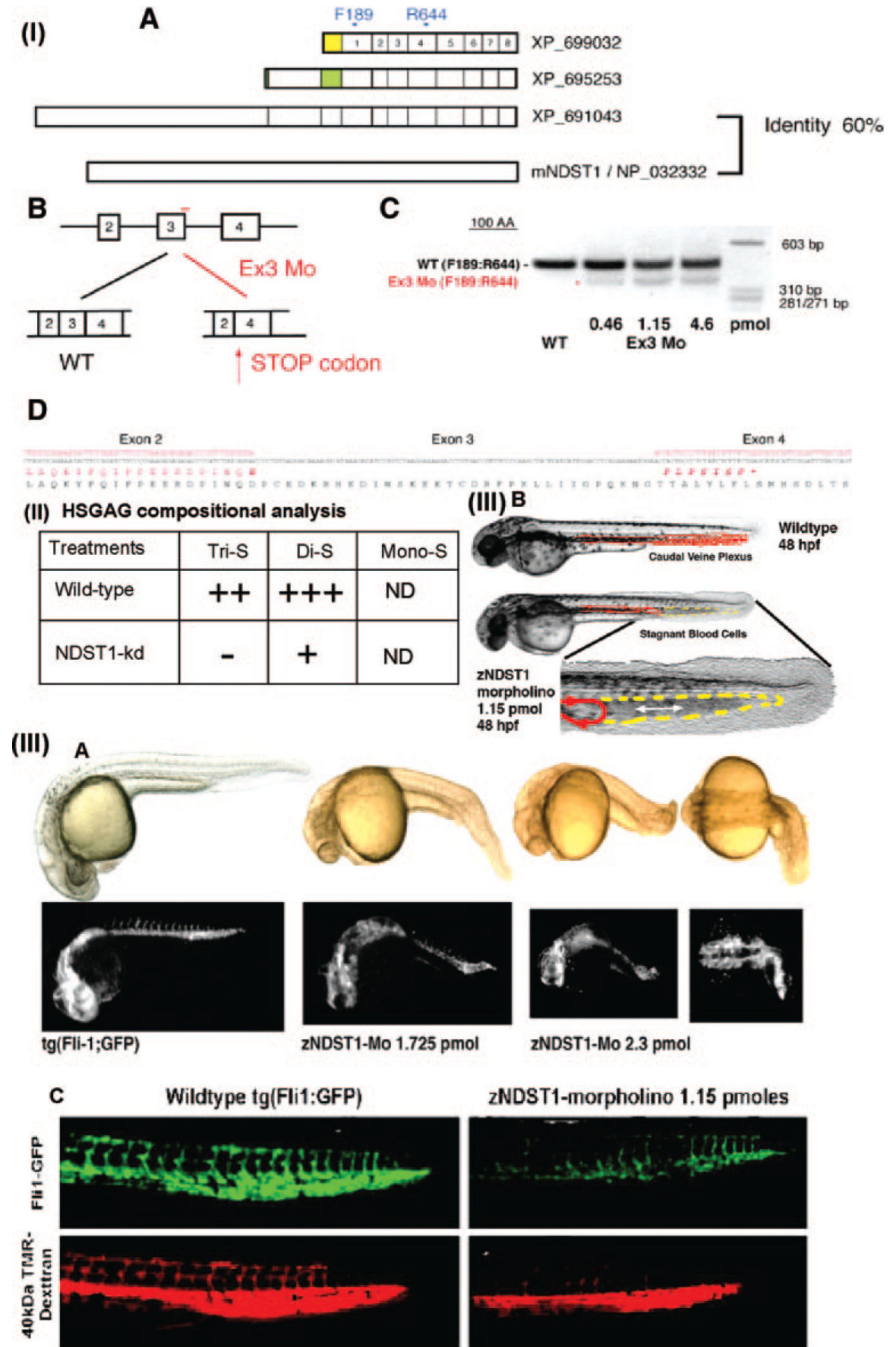 (I)
A
F189 R644
1 2 3 4 5 6 7 8
XP_699032
XP_695253
XP_691043
mNDST1 / NP_032332
Identity 60%
B
2 3 4
Ex3 Mo
2 3 4
2 4
WT
STOP codon
C
100 AA
WT (F189:R644) -
Ex3 Mo (F189:R644)
603 bp
310 bp
281/271 bp
0.46 1.15 4.6 pmol
WT Ex3 Mo
D
Exon 2 Exon 3 Exon 4
(II) HSGAG compositional analysis
Treatments Tri-S Di-S Mono-S
Wild-type ++ +++ ND
NDST1-kd - + ND
(III) B
Wildtype
48 hpf
Caudal Veine Plexus
Stagnant Blood Cells
zNDST1
morpholino
1.15 pmol
48 hpf
(III)
A
tg(Fli-1;GFP)
zNDST1-Mo 1.725 pmol
zNDST1-Mo 2.3 pmol
C
Wildtype tg(Fli1:GFP)
zNDST1-morpholino 1.15 pmoles
Fli1-GFP
40kDa TMR-
Dexttran